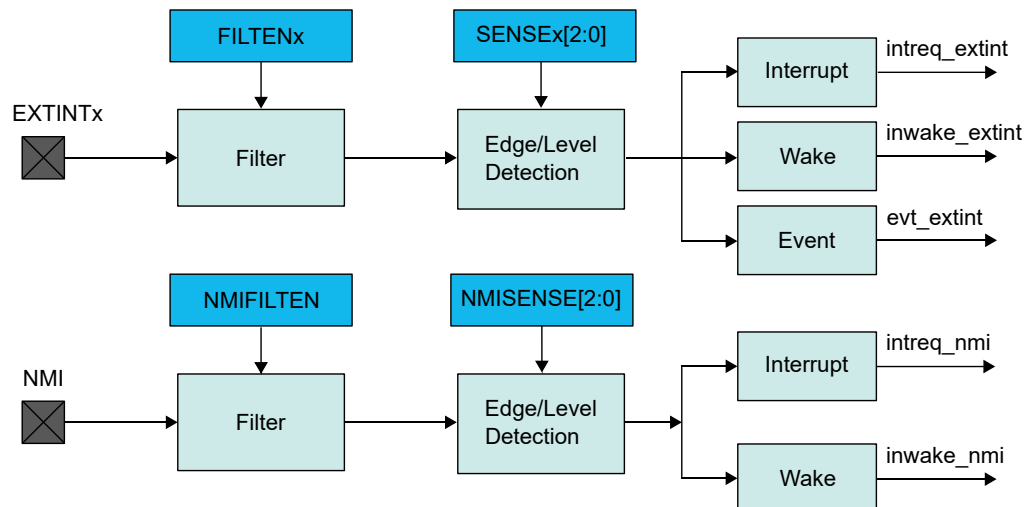 FILTENx
SENSEx[2:0]
intreq_extint
Interrupt
EXTINTx
Filter
Edge/Level
Detection
inwake_extint
Wake
evt_extint
Event
NMIFILTEN
NMISENSE[2:0]
intreq_nmi
Interrupt
NMI
Filter
Edge/Level
Detection
inwake_nmi
Wake